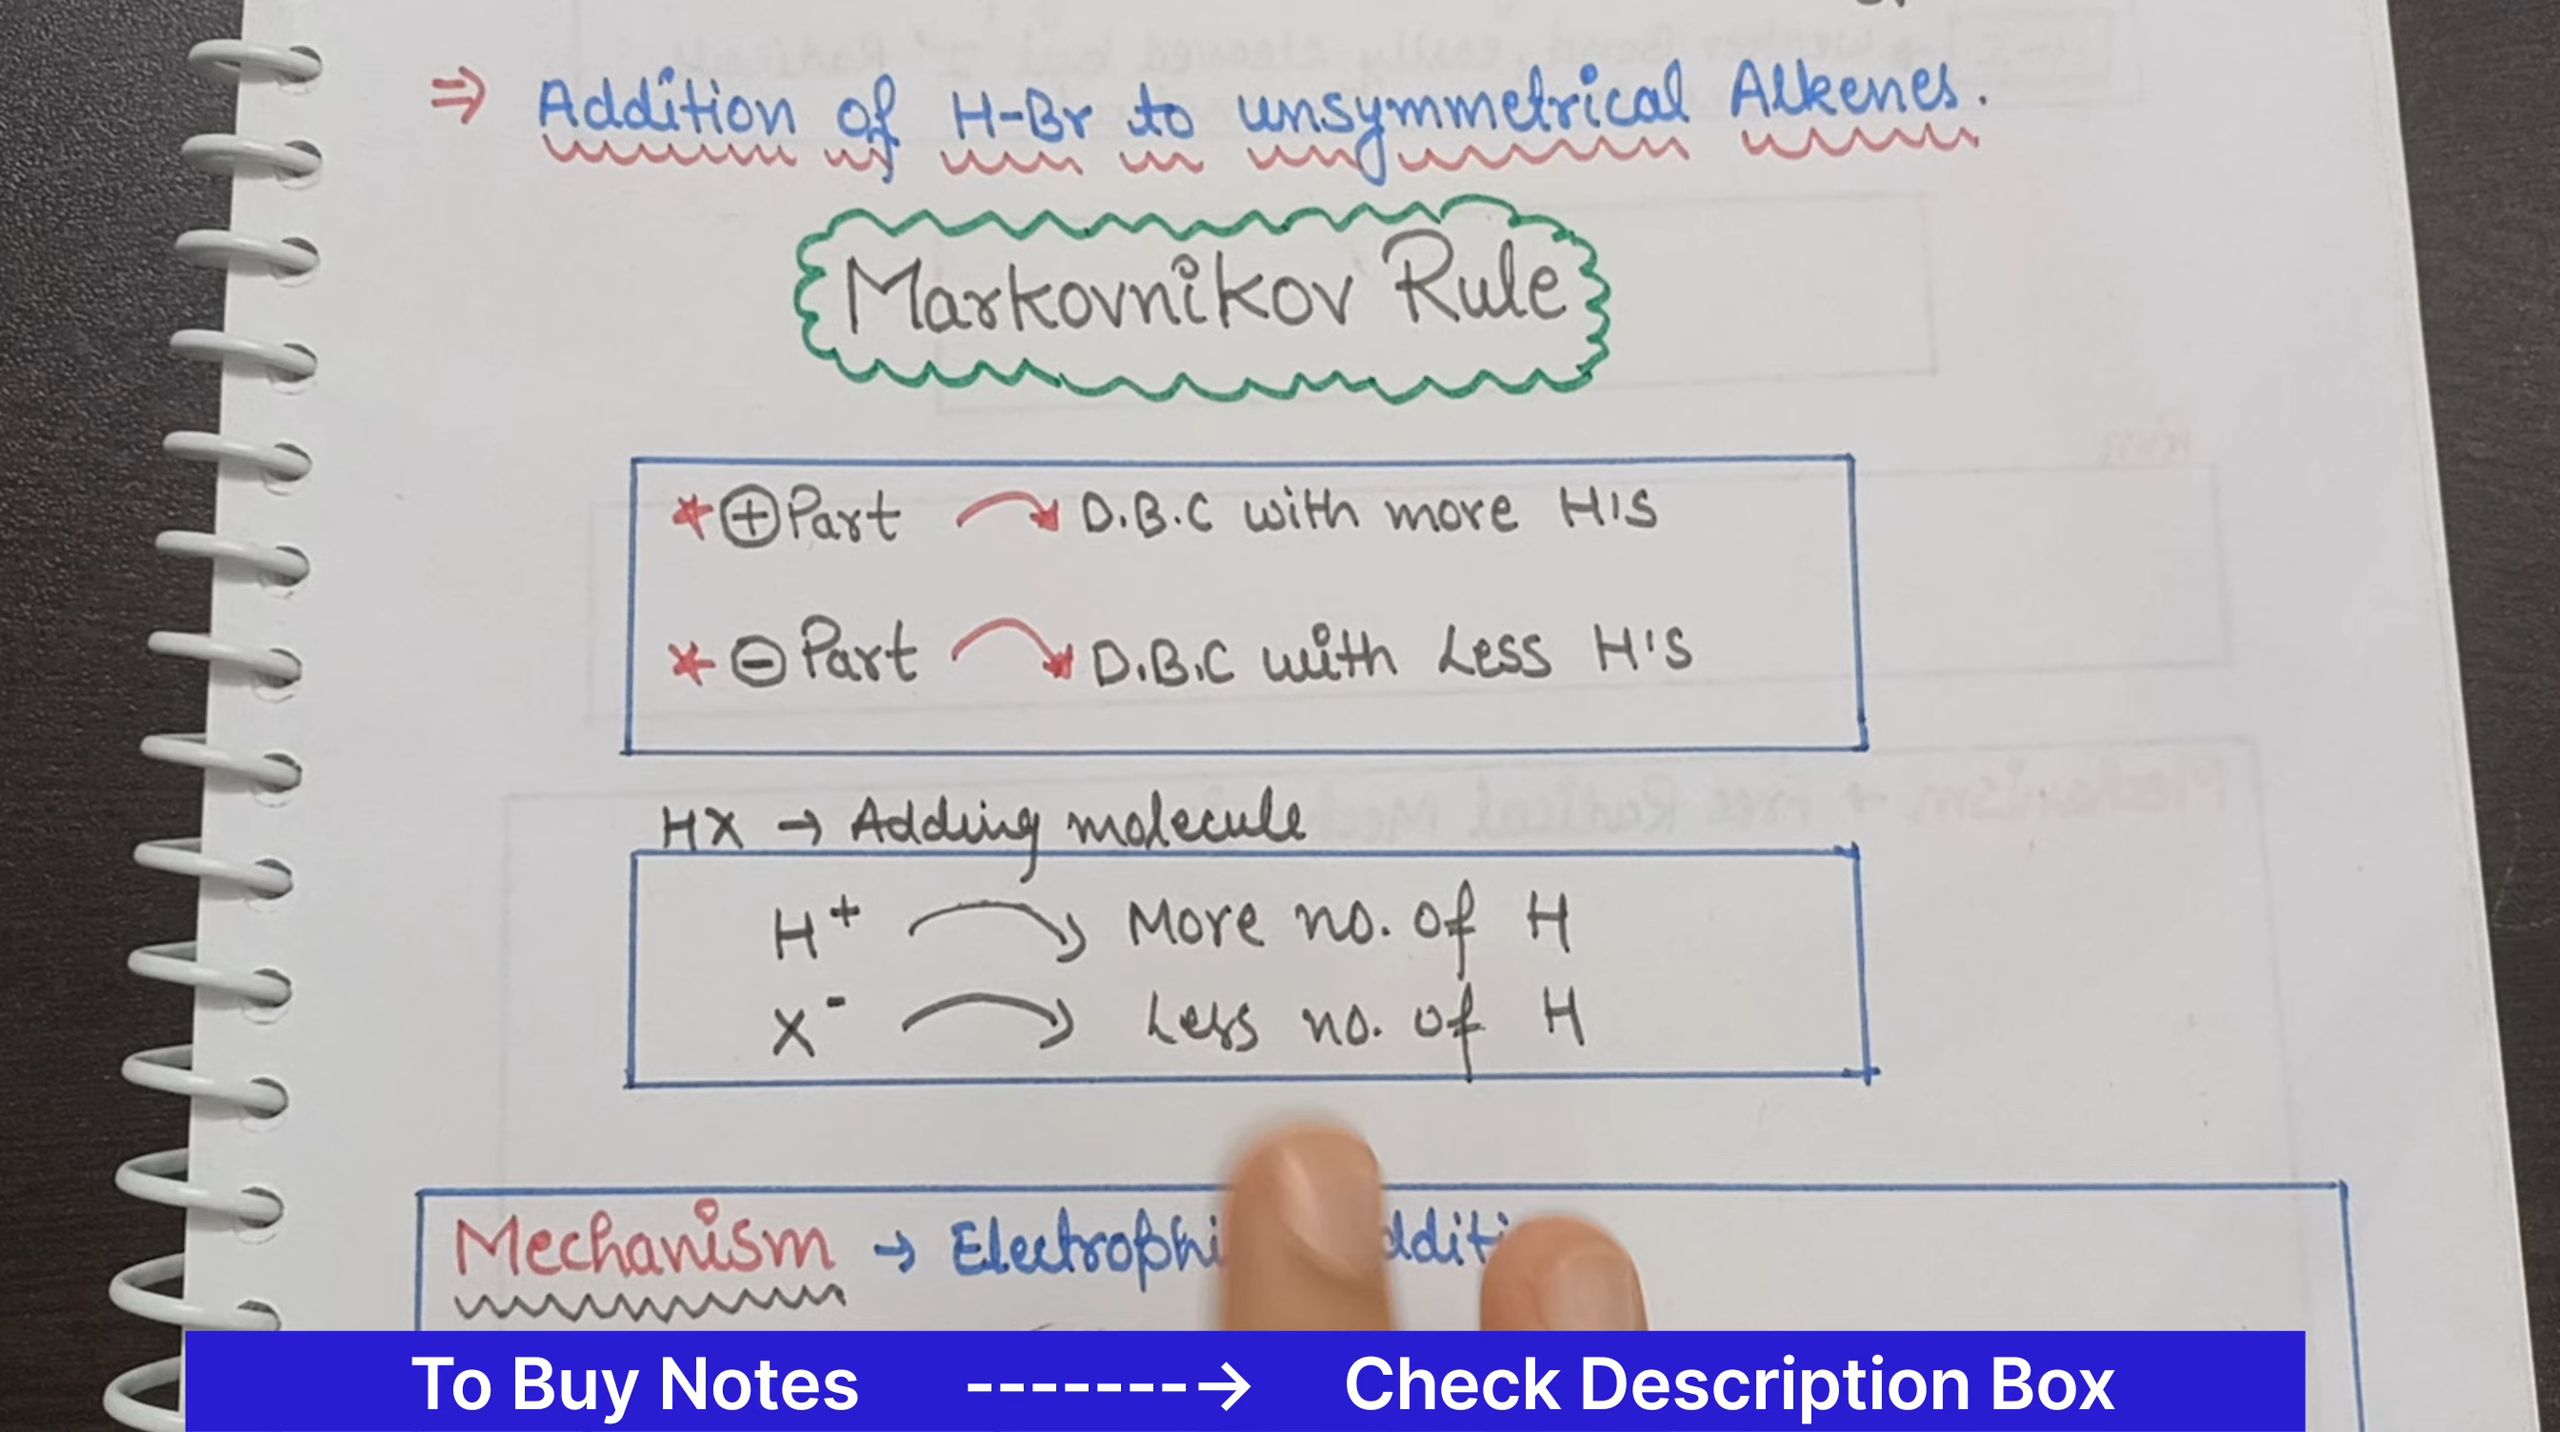 ⇒ Addition of H-Br to unsymmetrical Alkenes.
Markovnikov Rule
* ⊕ Part → D.B.C with more H's
* ⊖ Part → D.B.C with Less H's
HX → Adding molecule
H⁺ → More no. of H
X⁻ → Less no. of H
Mechanism →
To Buy Notes -------→ Check Description Box